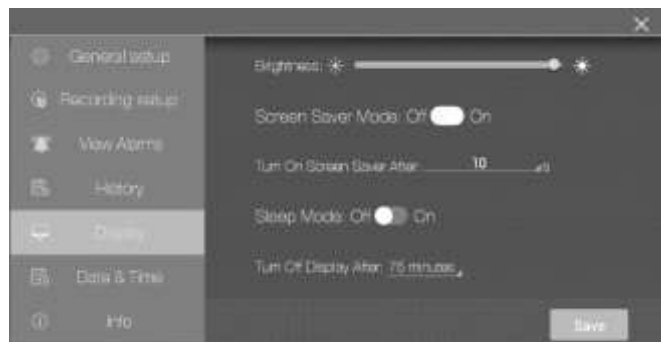 General setup
Recording setup
View Alarms
History
Display
Date & Time
Info
Brightness:
Screen Saver Mode: Off On
Turn On Screen Saver After 10
Sleep Mode: Off On
Turn Off Display After: 75 minutes
Save